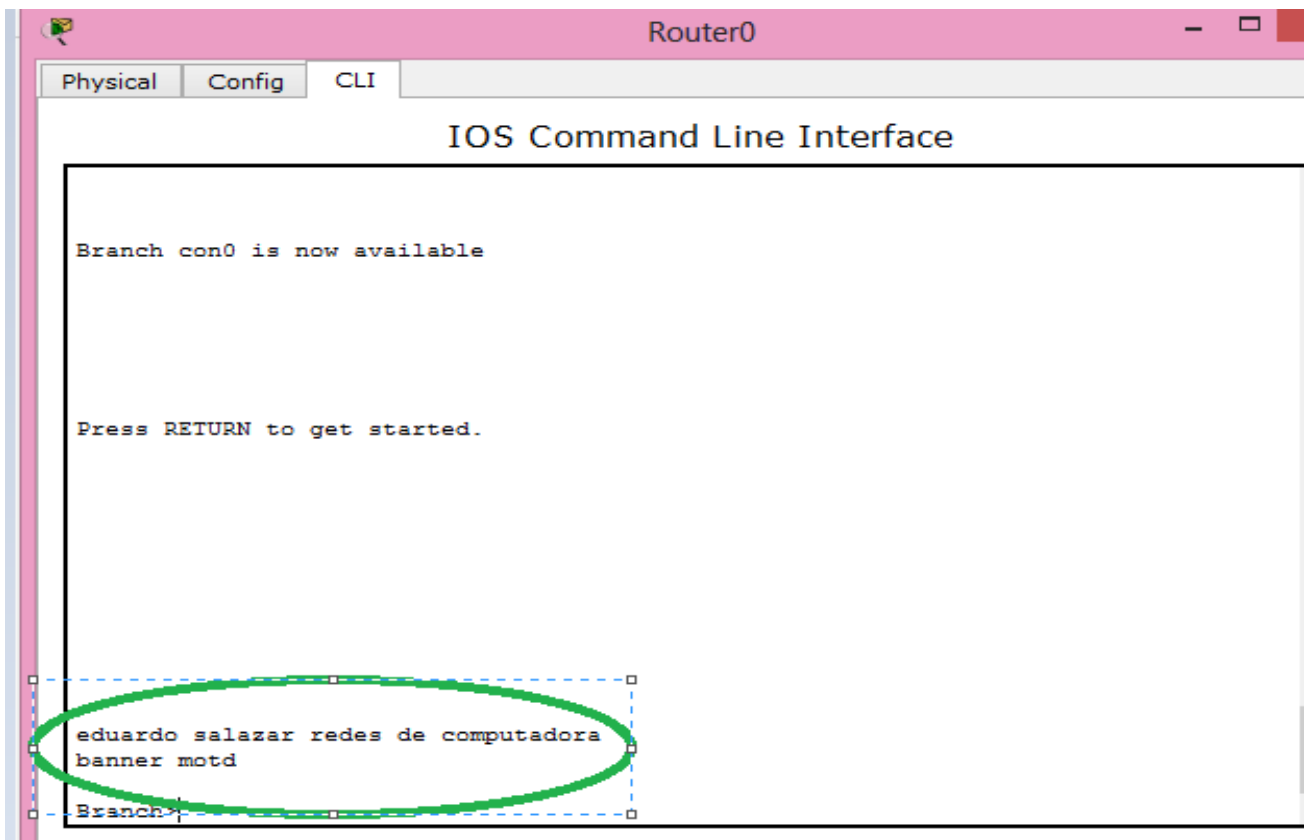 Router0
Physical Config CLI
IOS Command Line Interface
Branch con0 is now available
Press RETURN to get started.
eduardo salazar redes de computadora
banner motd
Branch>